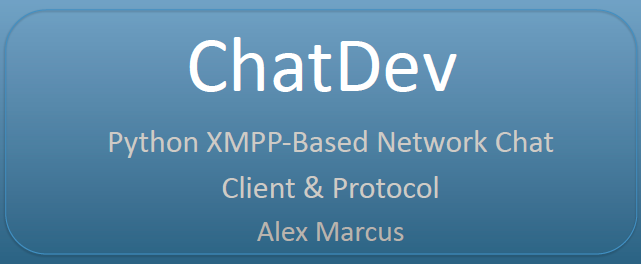 ChatDev
Python XMPP-Based Network Chat
Client & Protocol
Alex Marcus